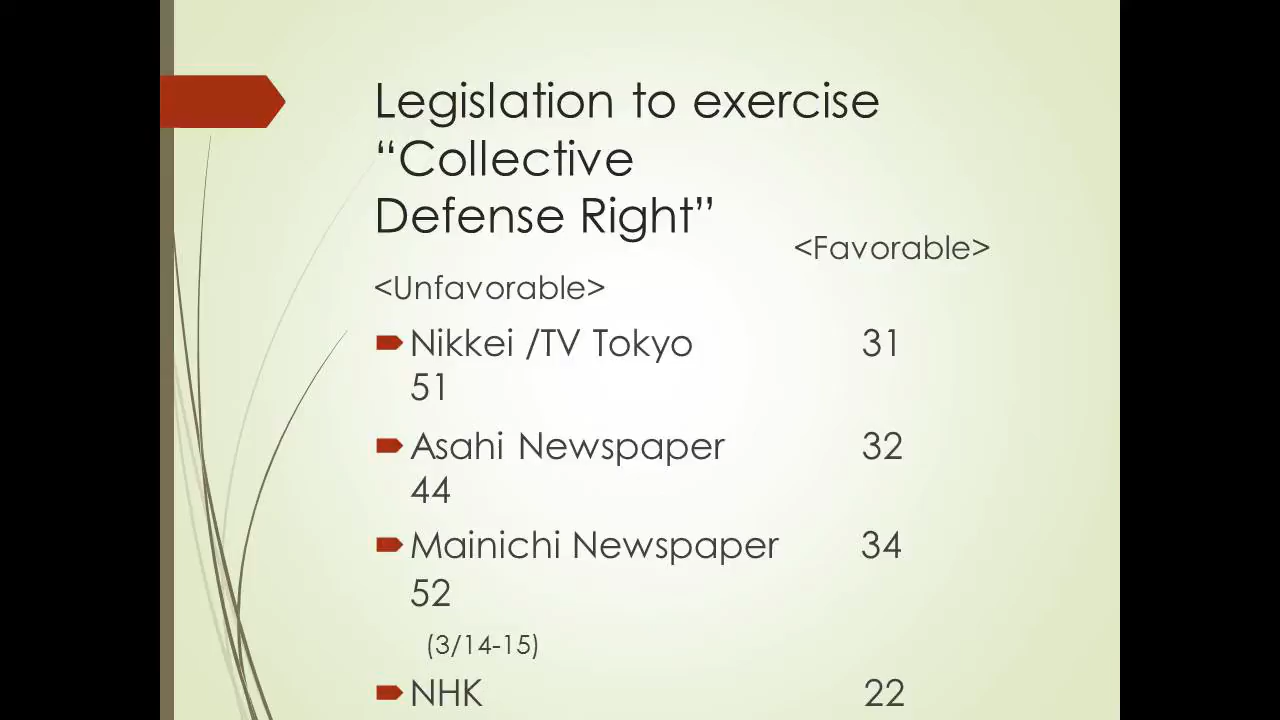 Legislation to exercise
“Collective
Defense Right”
<Favorable>
<Unfavorable>
Nikkei /TV Tokyo 31
51
Asahi Newspaper 32
44
Mainichi Newspaper 34
52
(3/14-15)
NHK 22